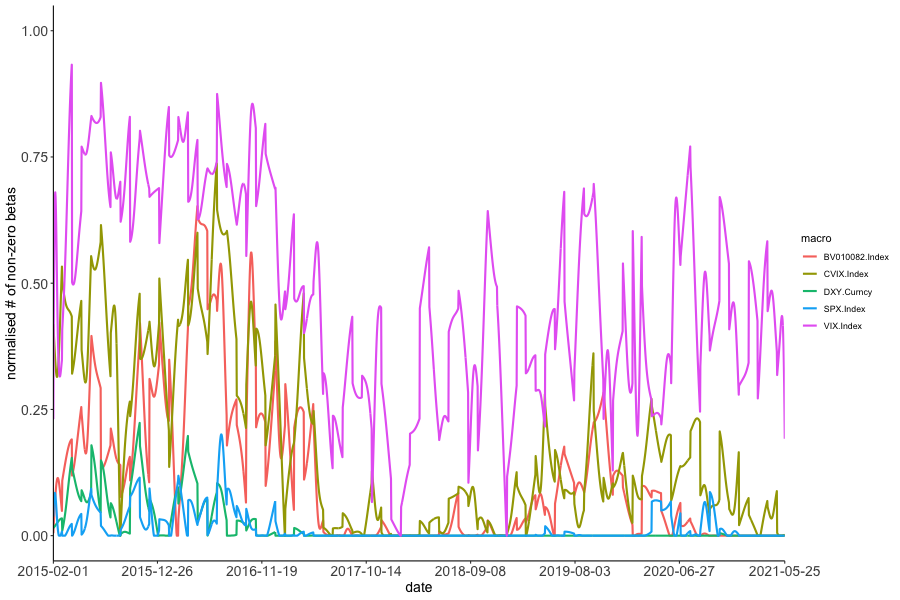 normalised # of non-zero betas
1.00
0.75
0.50
0.25
0.00
2015-02-01 2015-12-26 2016-11-19 2017-10-14 2018-09-08 2019-08-03 2020-06-27 2021-05-25
date
macro
BV010082.Index
CVIX.Index
DXY.Curncy
SPX.Index
VIX.Index